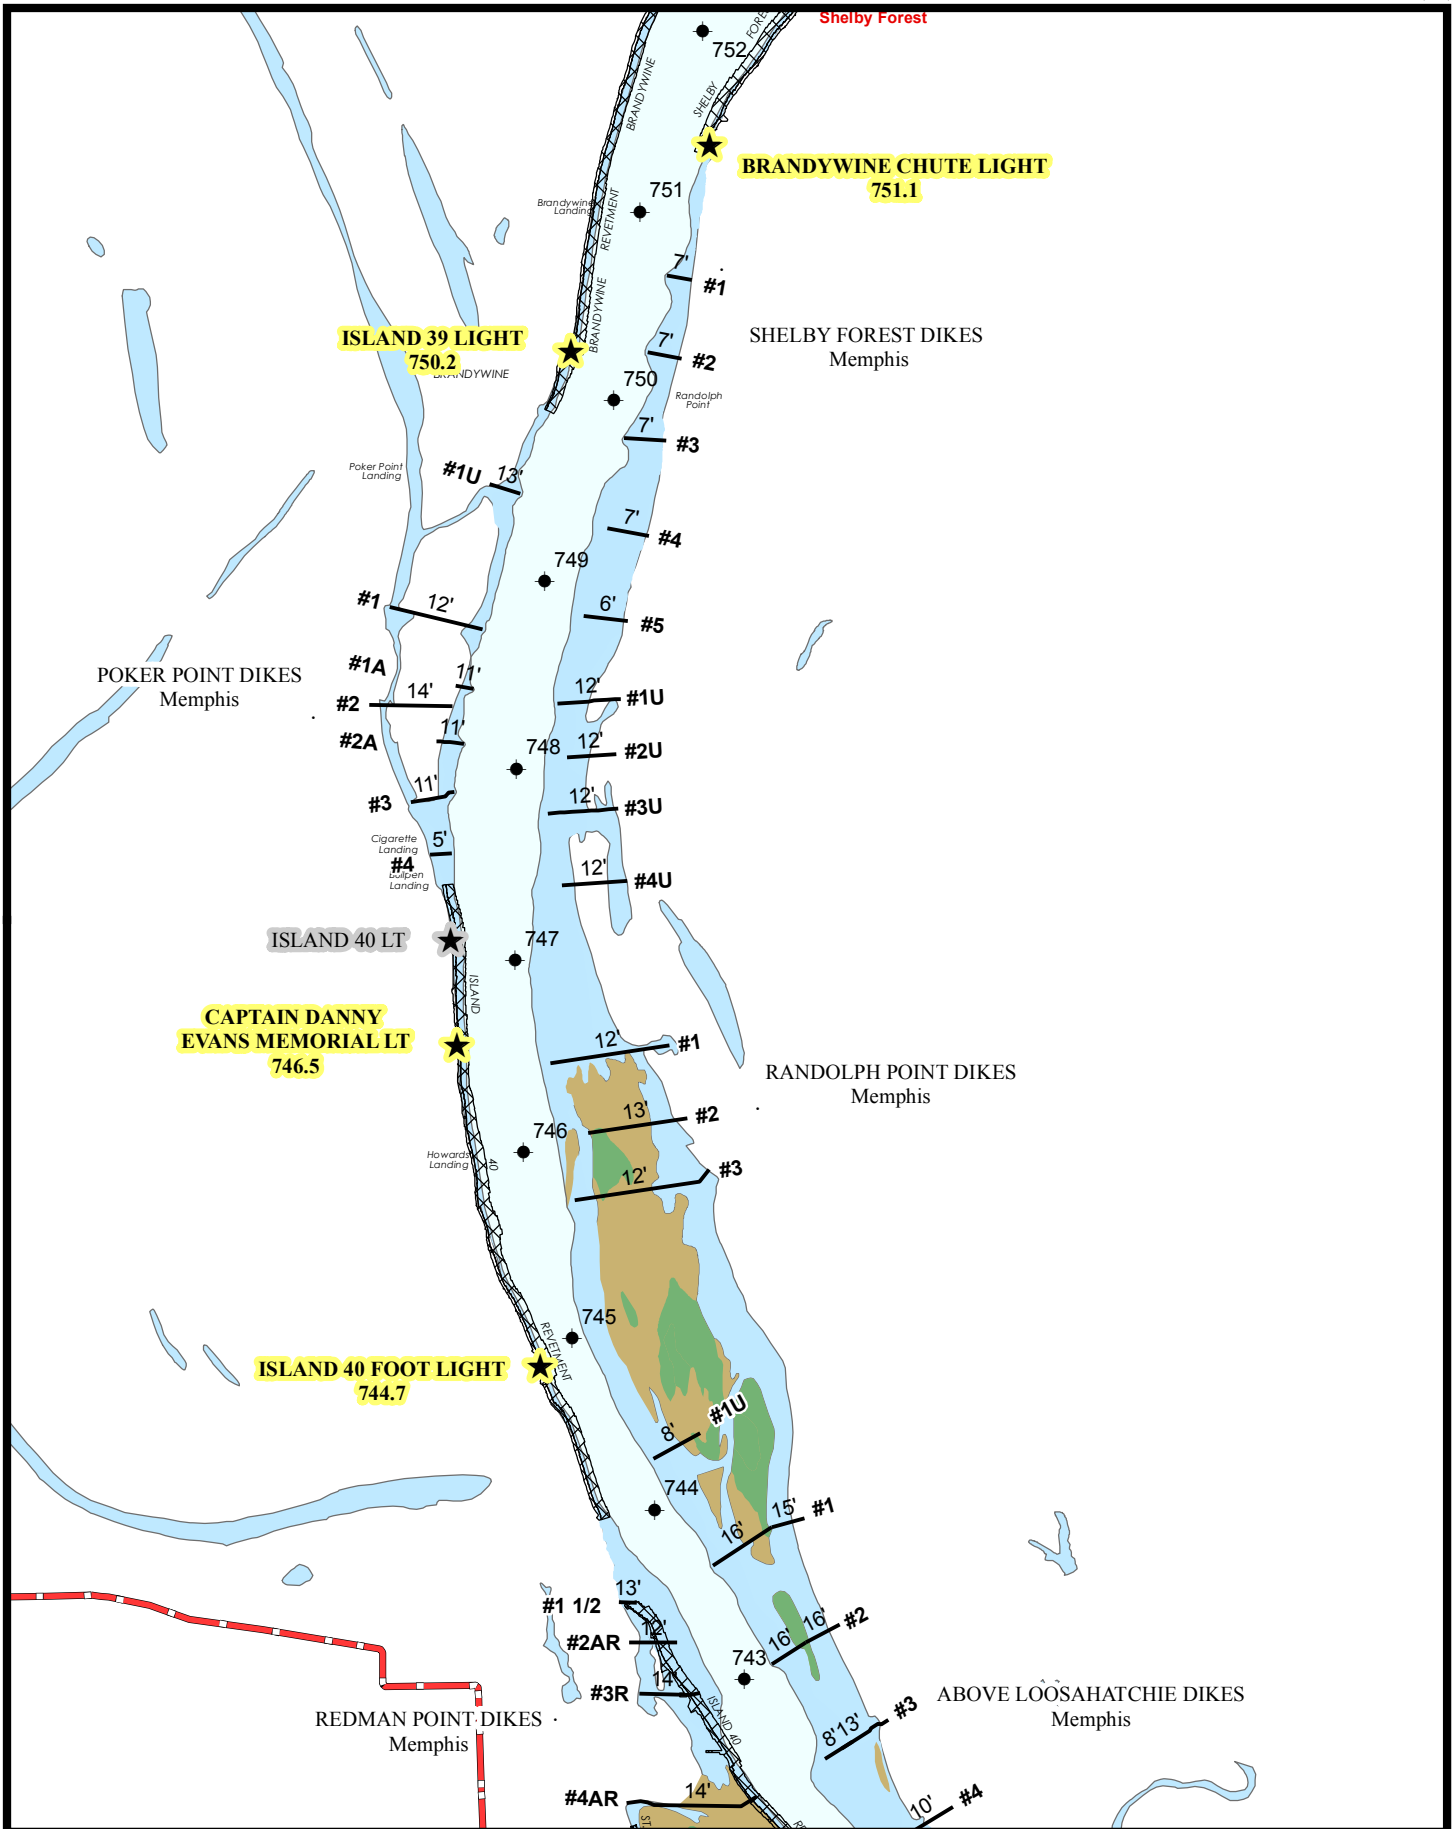 Shelby Forest
752
FORE
SHELBY
BRANDYWINE
BRANDYWINE CHUTE LIGHT
751.1
751
Brandywine
Landing
REVETMENT
7'
#1
BRANDYWINE
ISLAND 39 LIGHT
750.2
BRANDYWINE
SHELBY FOREST DIKES
Memphis
7'
#2
750
Randolph
Point
7'
#3
Poker Point
Landing
#1U
13'
7'
#4
749
#1
12'
6'
#5
POKER POINT DIKES
Memphis
#1A
11'
#2
14'
12'
#1U
#2A
11'
748
12'
#2U
#3
11'
12'
#3U
Cigarette
Landing
5'
#4
Bullpen
Landing
12'
#4U
ISLAND 40 LT
747
ISLAND
CAPTAIN DANNY
EVANS MEMORIAL LT
746.5
12'
#1
RANDOLPH POINT DIKES
Memphis
13'
#2
746
Howards
Landing
40
12'
#3
745
REVETMENT
ISLAND 40 FOOT LIGHT
744.7
8'
#1U
744
16'
15'
#1
13'
#1 1/2
12'
#2AR
16'
16'
#2
743
14'
#3R
ISLAND 40
REDMAN POINT DIKES
Memphis
ABOVE LOOSAHATCHIE DIKES
Memphis
8'
13'
#3
14'
#4AR
ST.
RE
10'
#4